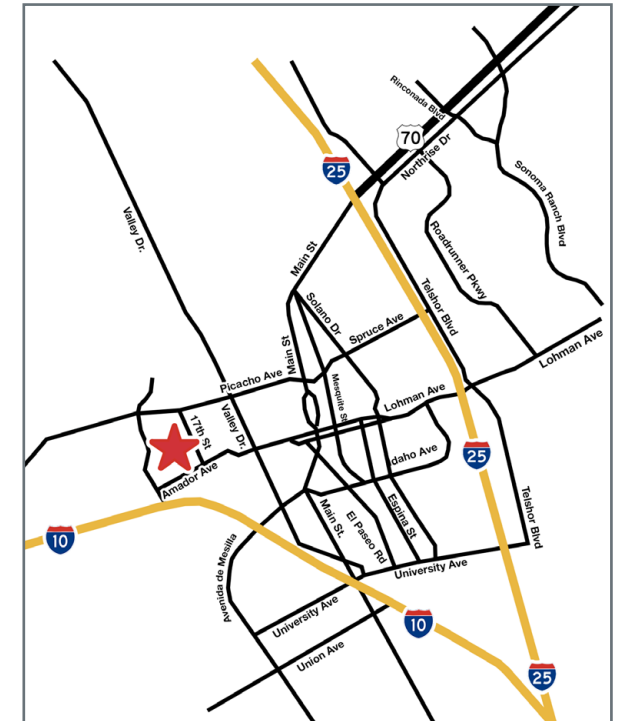 Rinconada Blvd
70
Northrise Dr
25
Sonoma Ranch Blvd
Valley Dr.
Roadrunner Pkwy
Main St
Solano Dr
Telshor Blvd
Spruce Ave
Main St
Lohman Ave
Picacho Ave
Mesquite St
Lohman Ave
17th St
Valley Dr.
daho Ave
25
Amador Ave
Main St.
El Paseo Rd
Espina St
Telshor Blvd
10
Avenida de Mesilla
University Ave
University Ave
10
Union Ave
25